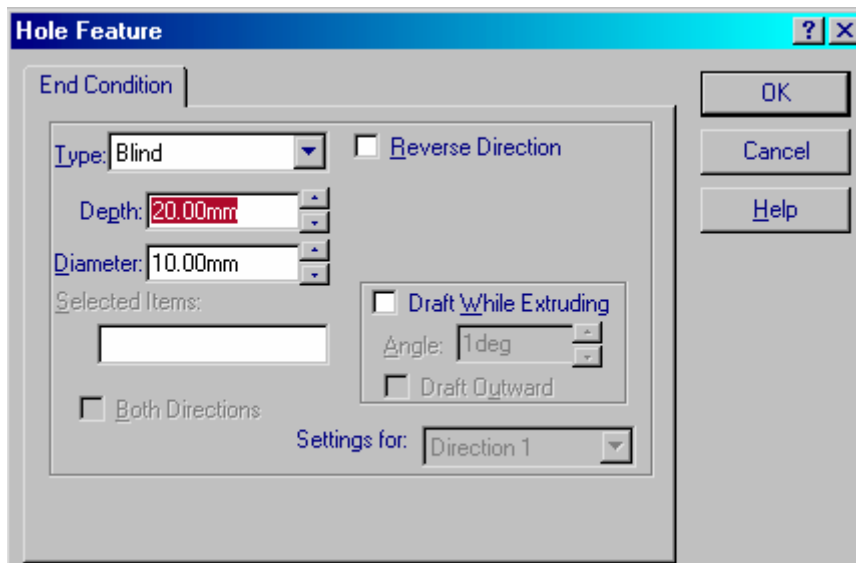 Hole Feature
End Condition
OK
Type: Blind
Reverse Direction
Cancel
Depth: 20.00mm
Help
Diameter: 10.00mm
Selected Items:
Draft While Extruding
Angle: 1deg
Draft Outward
Both Directions
Settings for: Direction 1